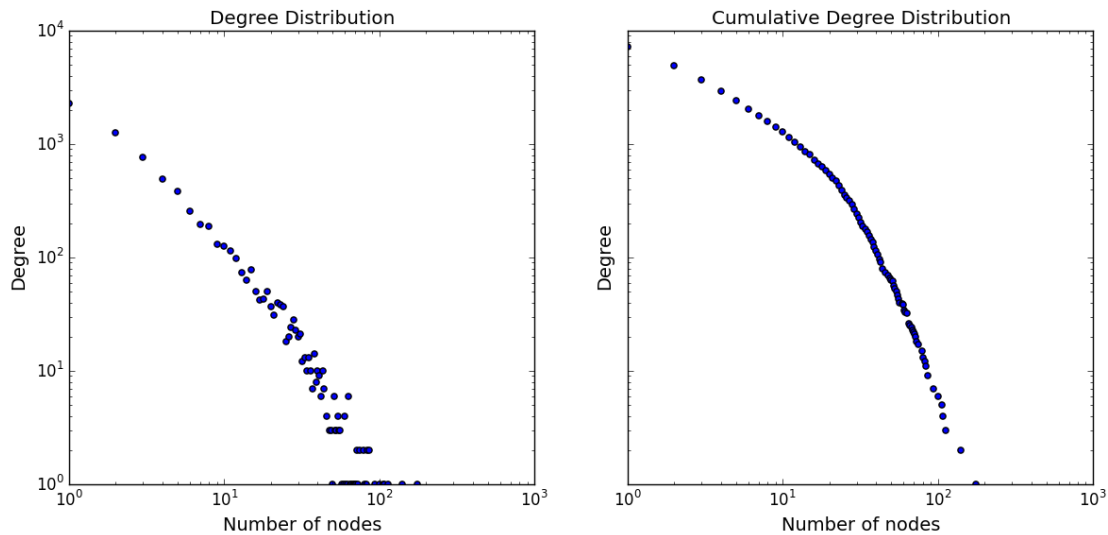 Degree Distribution
10^4
10^3
10^2
10^1
10^0
Degree
10^0 10^1 10^2 10^3
Number of nodes
Cumulative Degree Distribution
Degree
10^0 10^1 10^2 10^3
Number of nodes